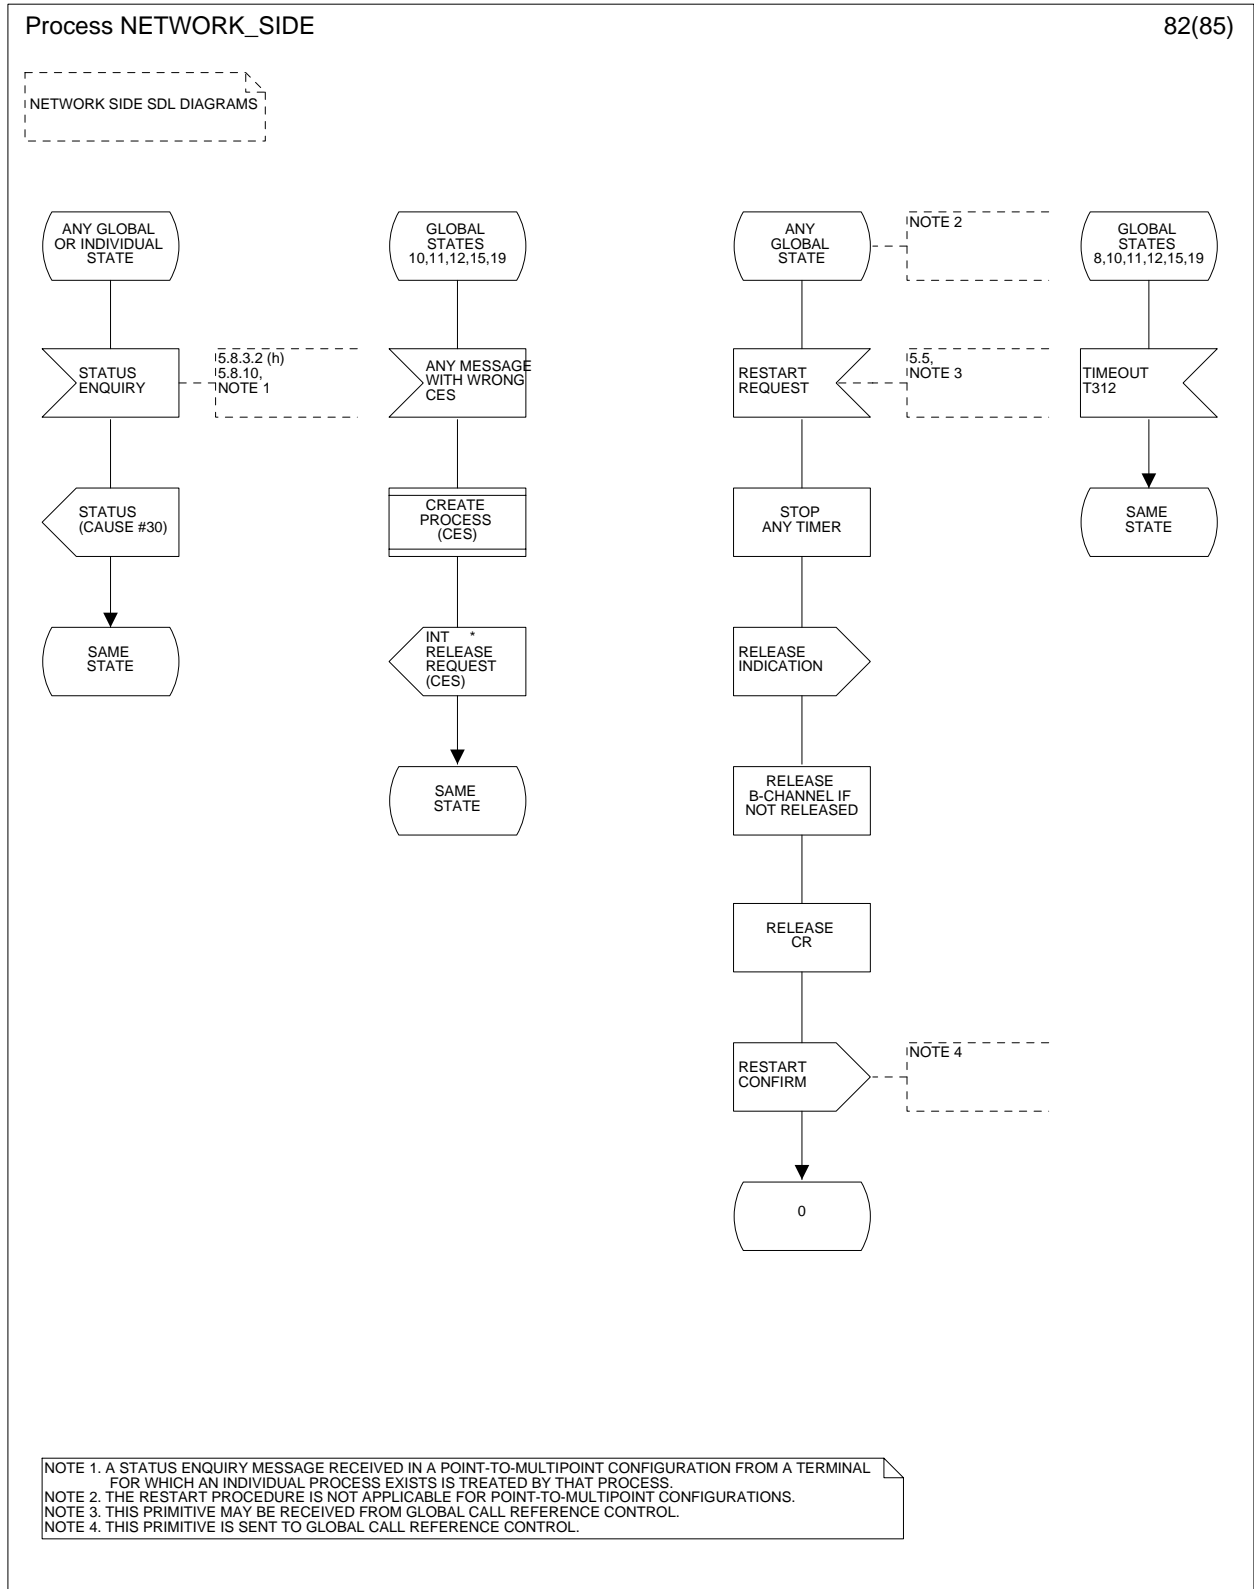 Process NETWORK_SIDE
82(85)
NETWORK SIDE SDL DIAGRAMS
ANY GLOBAL
OR INDIVIDUAL
STATE
STATUS
ENQUIRY
5.8.3.2 (h)
5.8.10,
NOTE 1
STATUS
(CAUSE #30)
SAME
STATE
GLOBAL
STATES
10,11,12,15,19
ANY MESSAGE
WITH WRONG
CES
CREATE
PROCESS
(CES)
INT *
RELEASE
REQUEST
(CES)
SAME
STATE
ANY
GLOBAL
STATE
NOTE 2
RESTART
REQUEST
5.5,
NOTE 3
STOP
ANY TIMER
RELEASE
INDICATION
RELEASE
B-CHANNEL IF
NOT RELEASED
RELEASE
CR
RESTART
CONFIRM
NOTE 4
0
GLOBAL
STATES
8,10,11,12,15,19
TIMEOUT
T312
SAME
STATE
NOTE 1. A STATUS ENQUIRY MESSAGE RECEIVED IN A POINT-TO-MULTIPOINT CONFIGURATION FROM A TERMINAL
FOR WHICH AN INDIVIDUAL PROCESS EXISTS IS TREATED BY THAT PROCESS.
NOTE 2. THE RESTART PROCEDURE IS NOT APPLICABLE FOR POINT-TO-MULTIPOINT CONFIGURATIONS.
NOTE 3. THIS PRIMITIVE MAY BE RECEIVED FROM GLOBAL CALL REFERENCE CONTROL.
NOTE 4. THIS PRIMITIVE IS SENT TO GLOBAL CALL REFERENCE CONTROL.